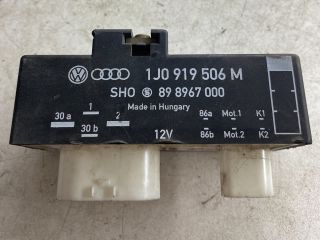 1J0 919 506 M
SHO S 89 8967 000
Made in Hungary
1
30 a 2
30 b
12V
86a Mot.1 K1
86b Mot.2 K2